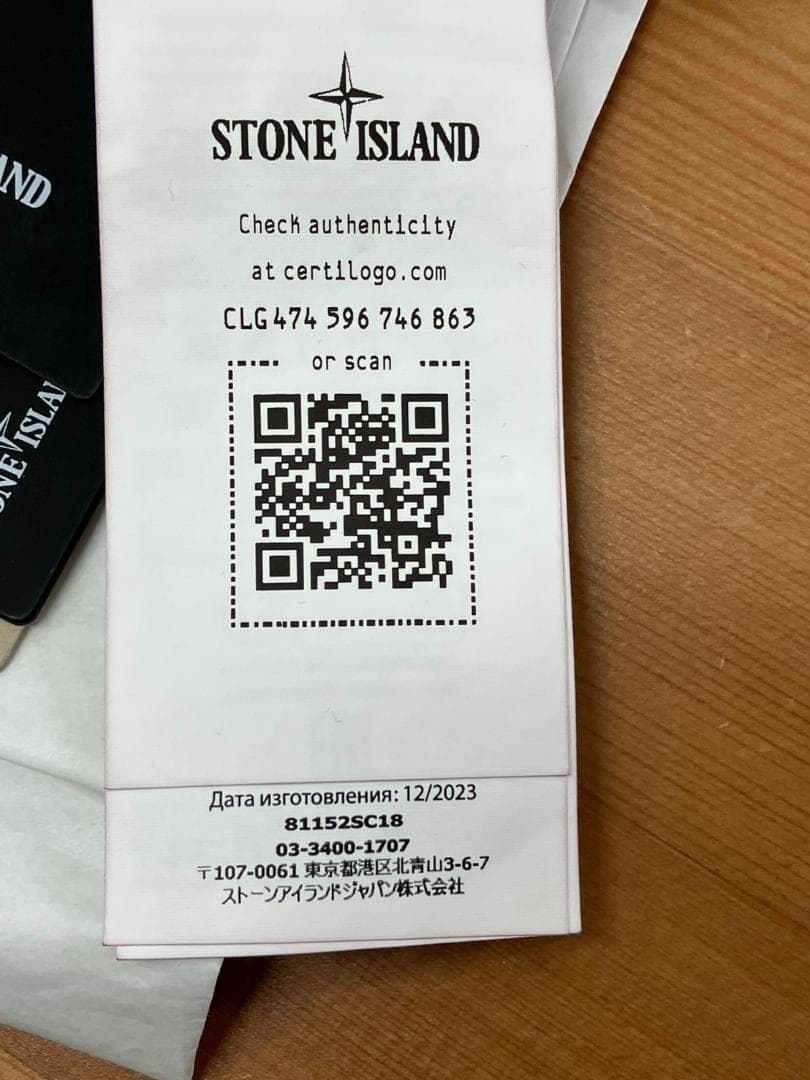 STONE ISLAND
Check authenticity
at certilogo.com
CLG 474 596 746 863
or scan
Дата изготовления: 12/2023
81152SC18
03-3400-1707
〒107-0061 東京都港区北青山3-6-7
ストーンアイランドジャパン株式会社